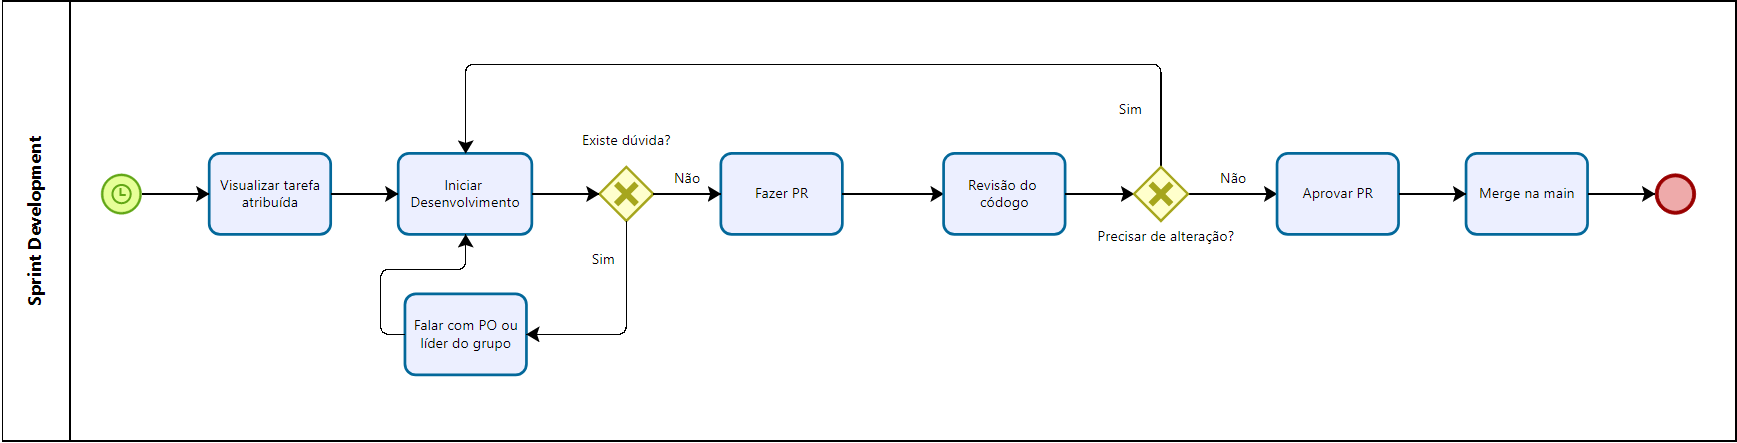 Sprint Development
Visualizar tarefa
atribuída
Iniciar
Desenvolvimento
Existe dúvida?
Não
Sim
Falar com PO ou
líder do grupo
Fazer PR
Revisão do
códogo
Sim
Precisar de alteração?
Não
Aprovar PR
Merge na main